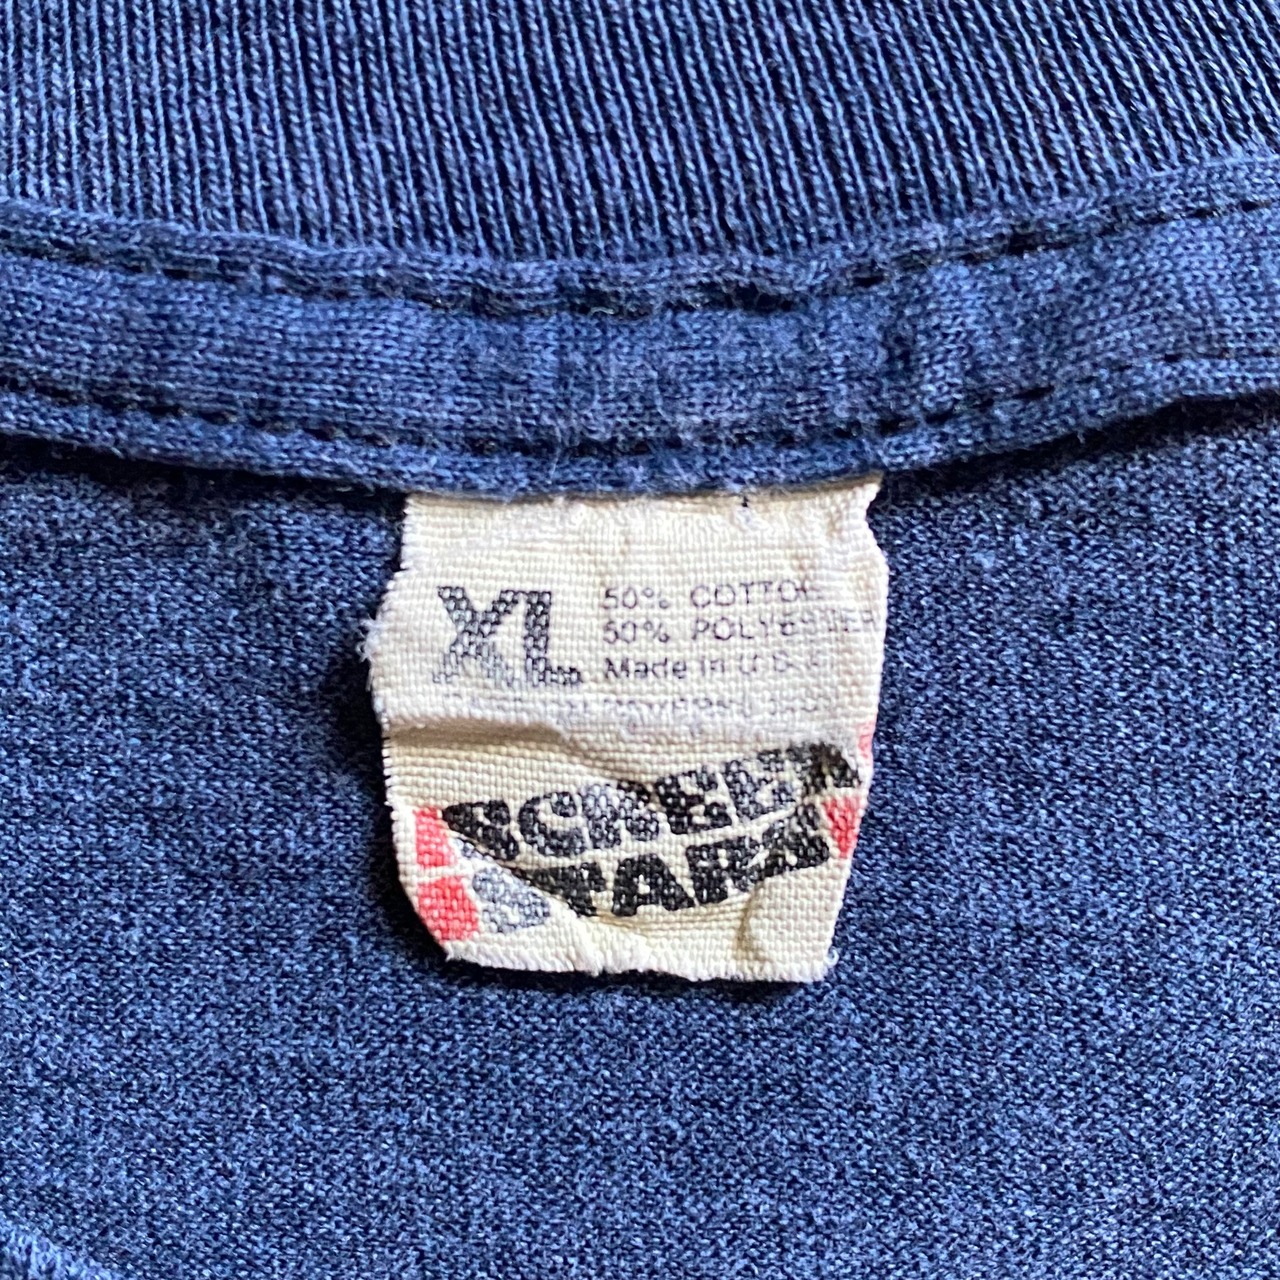 XL
50% COTTON
50% POLYESTER
Made in U.S.A.
SCREEN
STARS